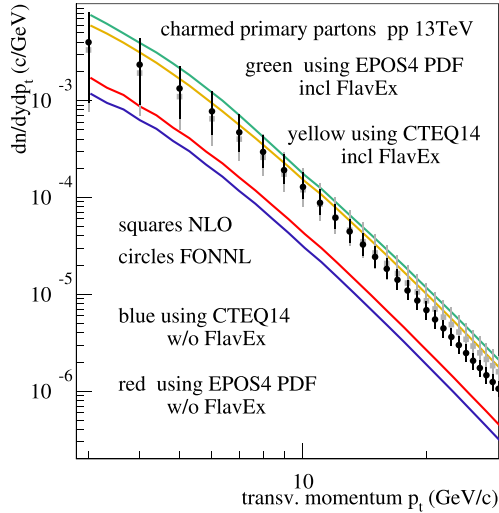 charmed primary partons pp 13TeV
green using EPOS4 PDF
incl FlavEx
yellow using CTEQ14
incl FlavEx
squares NLO
circles FONNL
blue using CTEQ14
w/o FlavEx
red using EPOS4 PDF
w/o FlavEx
dn/dydp_t (c/GeV)
10^-3
10^-4
10^-5
10^-6
10
transv. momentum p_t (GeV/c)